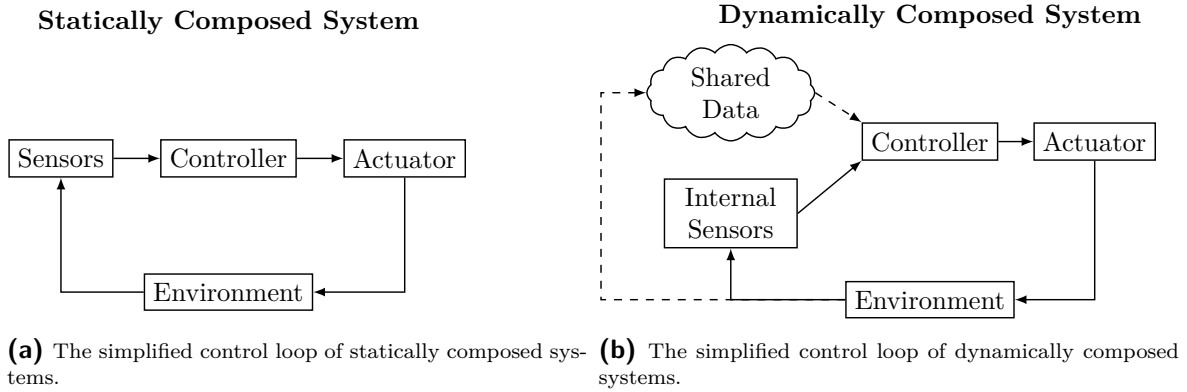 Statically Composed System
Sensors
Controller
Actuator
Environment
(a) The simplified control loop of statically composed sys-
tems.
Dynamically Composed System
Shared
Data
Controller
Actuator
Internal
Sensors
Environment
(b) The simplified control loop of dynamically composed
systems.